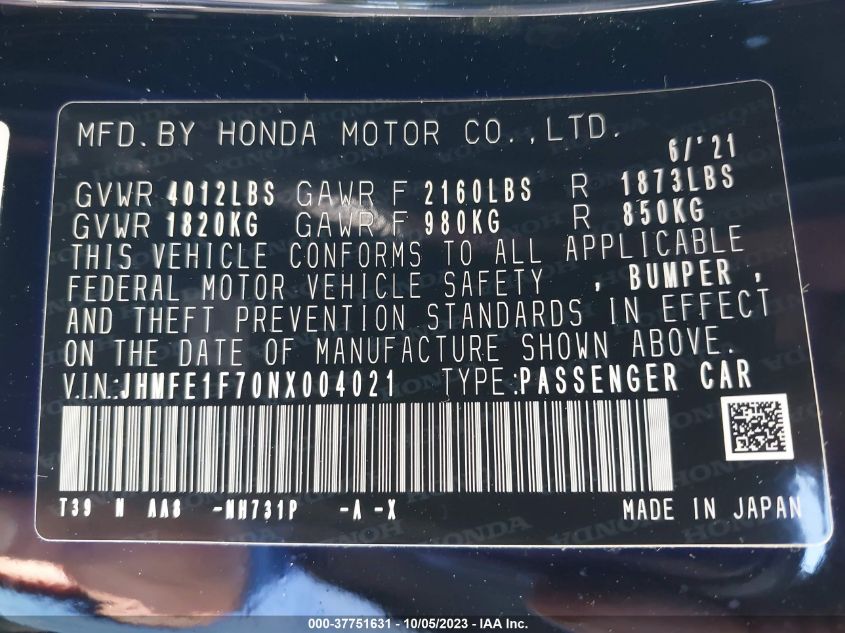 MFD.BY HONDA MOTOR CO.,LTD.
6/'21
GVWR 4012LBS GAWR F 2160LBS R 1873LBS
GVWR 1820KG GAWR F 980KG R 850KG
THIS VEHICLE CONFORMS TO ALL APPLICABLE
FEDERAL MOTOR VEHICLE SAFETY , BUMPER ,
AND THEFT PREVENTION STANDARDS IN EFFECT
ON THE DATE OF MANUFACTURE SHOWN ABOVE.
V.I.N.:JHMFE1F70NX004021 TYPE:PASSENGER CAR
T39 N AA8 -NH731P -A -X MADE IN JAPAN
000-37751631 - 10/05/2023 - IAA Inc.